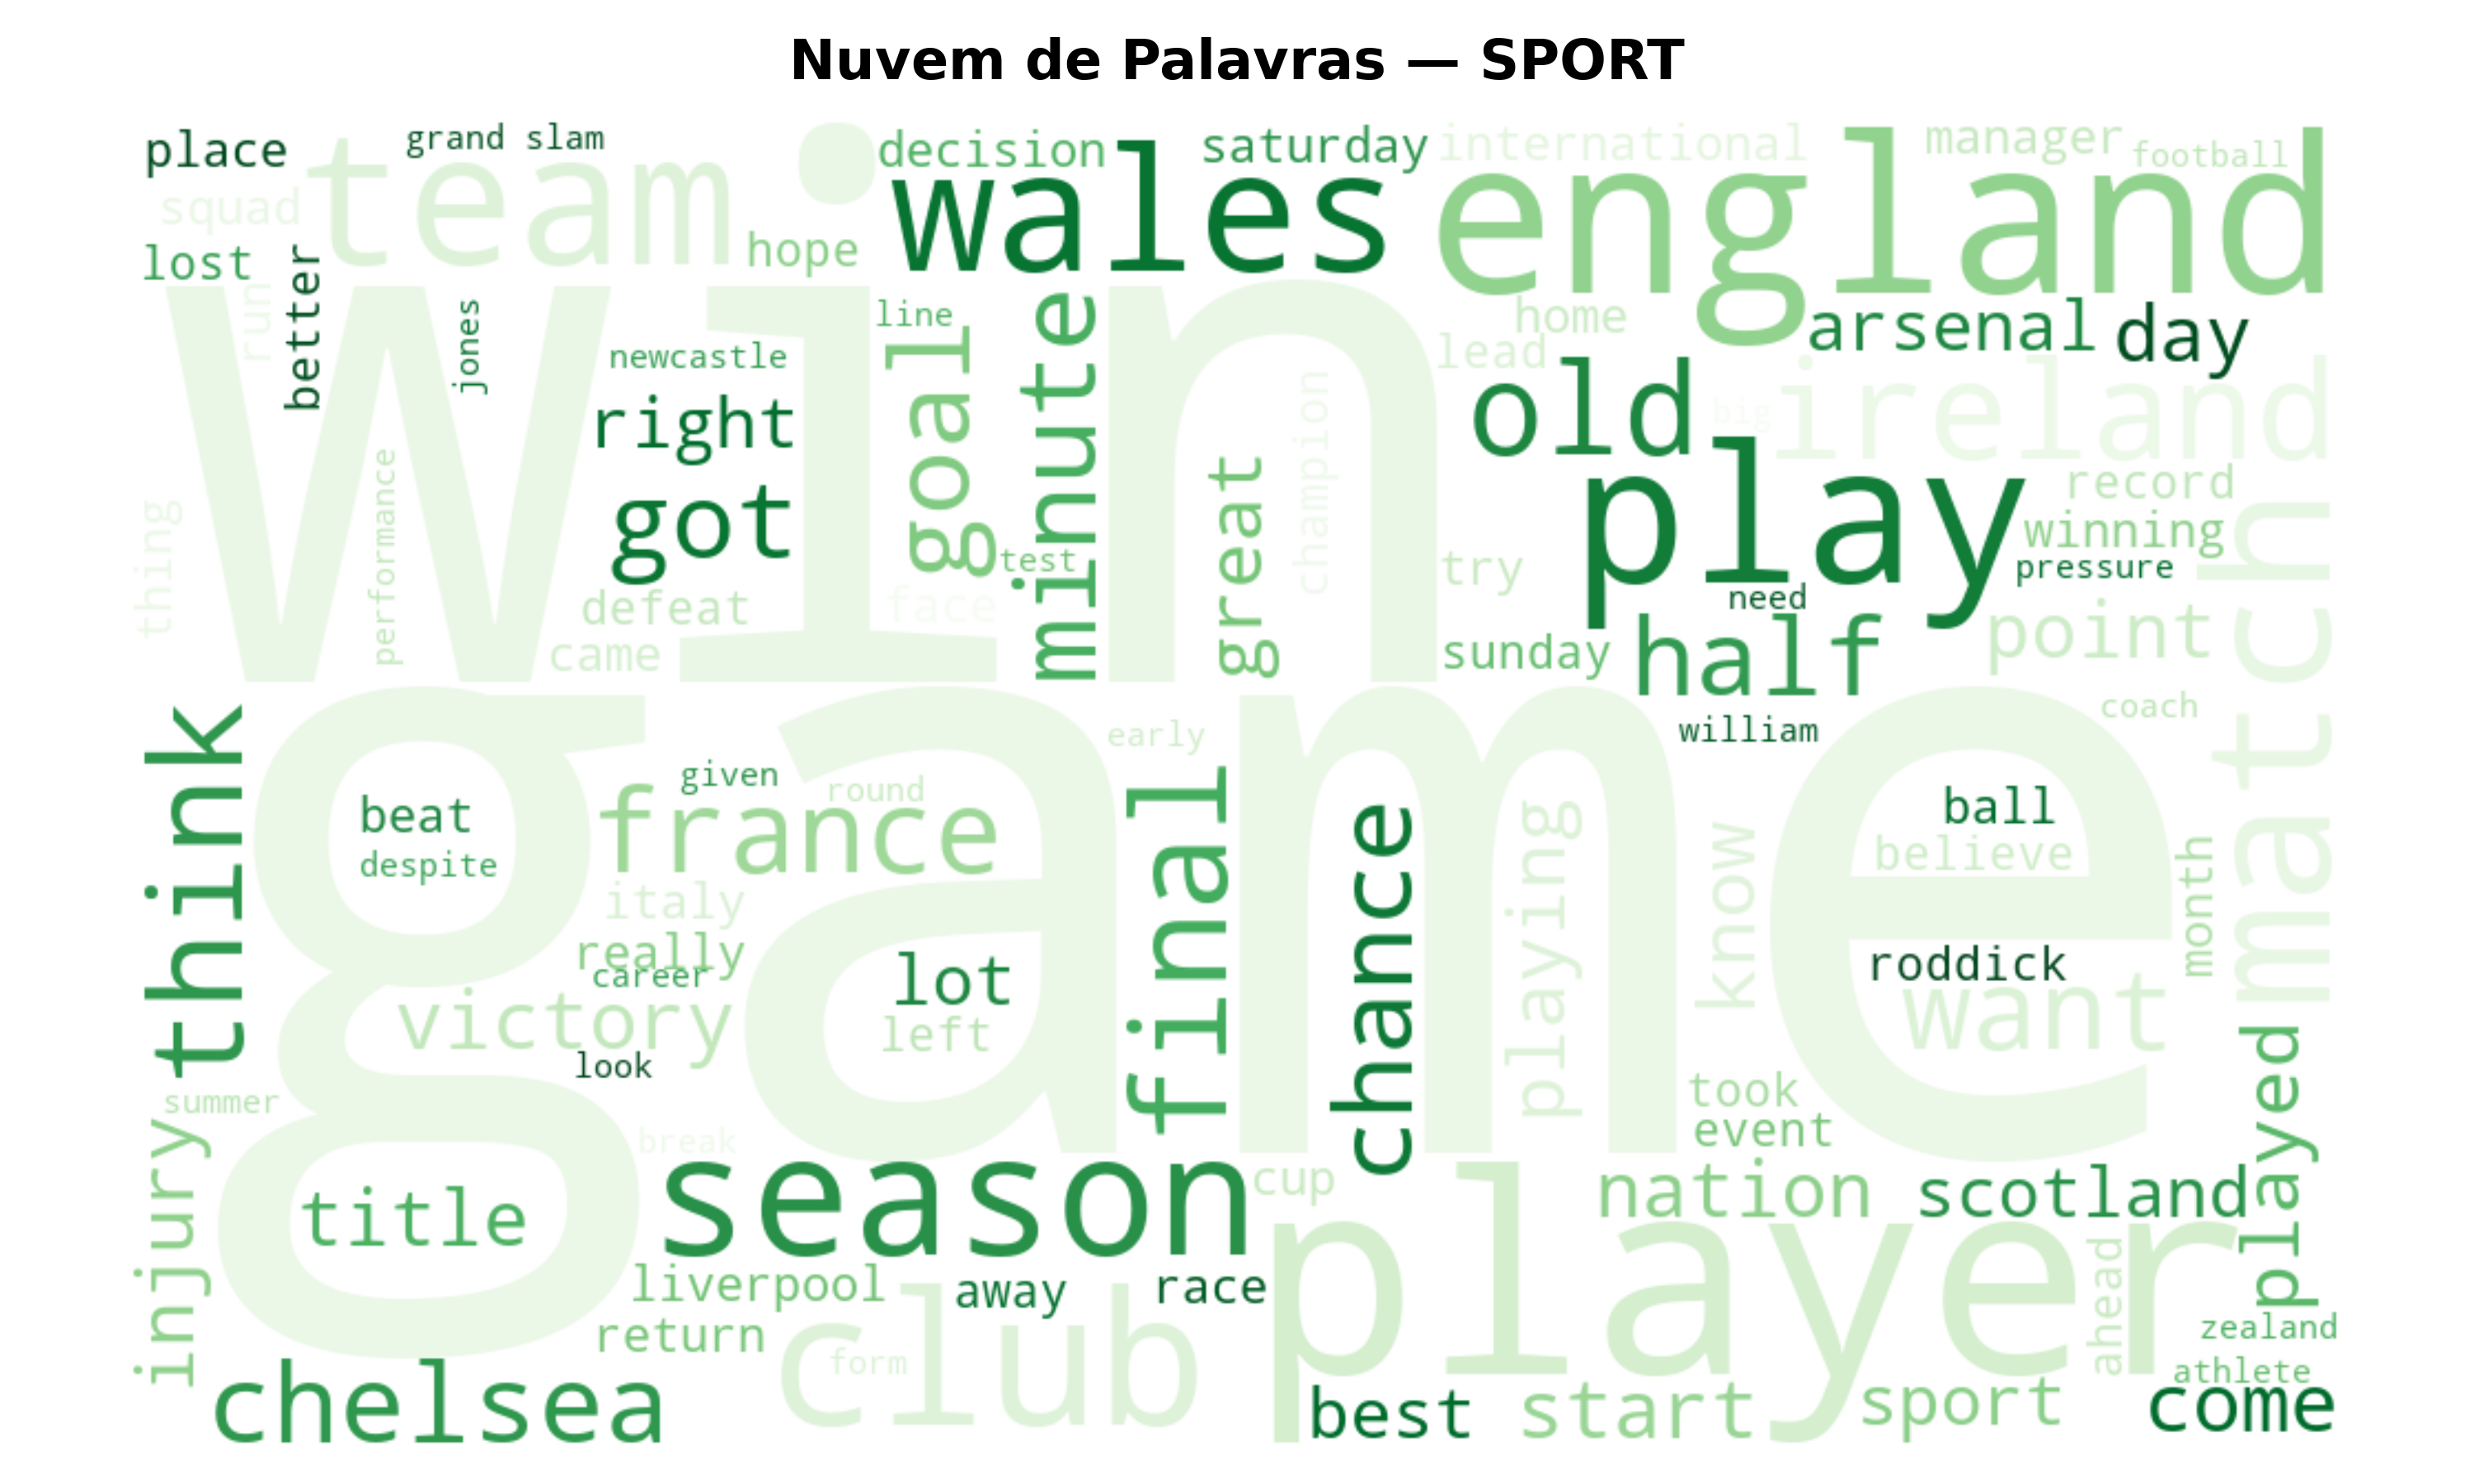 Nuvem de Palavras — SPORT
place
grand slam
team
decision
saturday
international
manager
football
squad
wales
england
hope
lost
better
run
jones
win
line
newcastle
goal
minute
home
lead
arsenal
day
right
old
big
ireland
champion
great
play
record
winning
performance
thing
got
test
try
pressure
match
need
defeat
face
came
sunday
half
point
think
game
early
william
coach
given
round
beat
france
despite
final
chance
playing
know
ball
believe
month
italy
really
career
lot
left
roddick
want
victory
look
played
summer
injury
took
event
break
season
cup
nation
scotland
title
player
liverpool
away
race
ahead
return
club
form
zealand
athlete
chelsea
best
start
sport
come